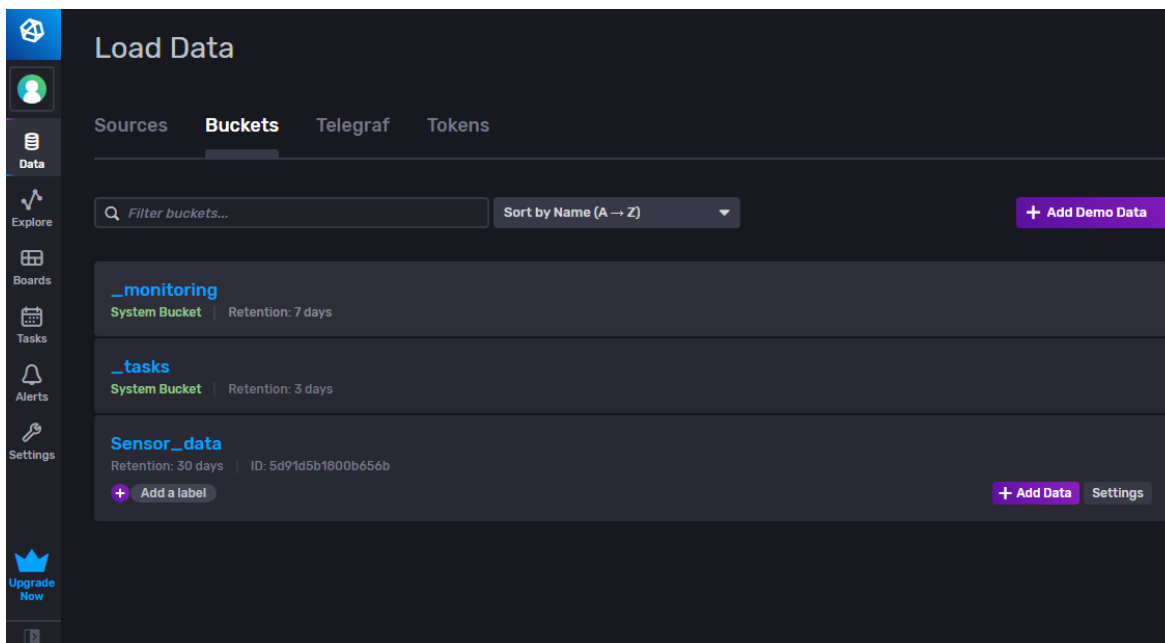 Load Data
Sources Buckets Telegraf Tokens
Filter buckets...
Sort by Name (A → Z)
+ Add Demo Data
_monitoring
System Bucket | Retention: 7 days
_tasks
System Bucket | Retention: 3 days
Sensor_data
Retention: 30 days | ID: 5d91d5b1800b656b
+ Add a label
+ Add Data
Settings
Data
Explore
Boards
Tasks
Alerts
Settings
Upgrade
Now